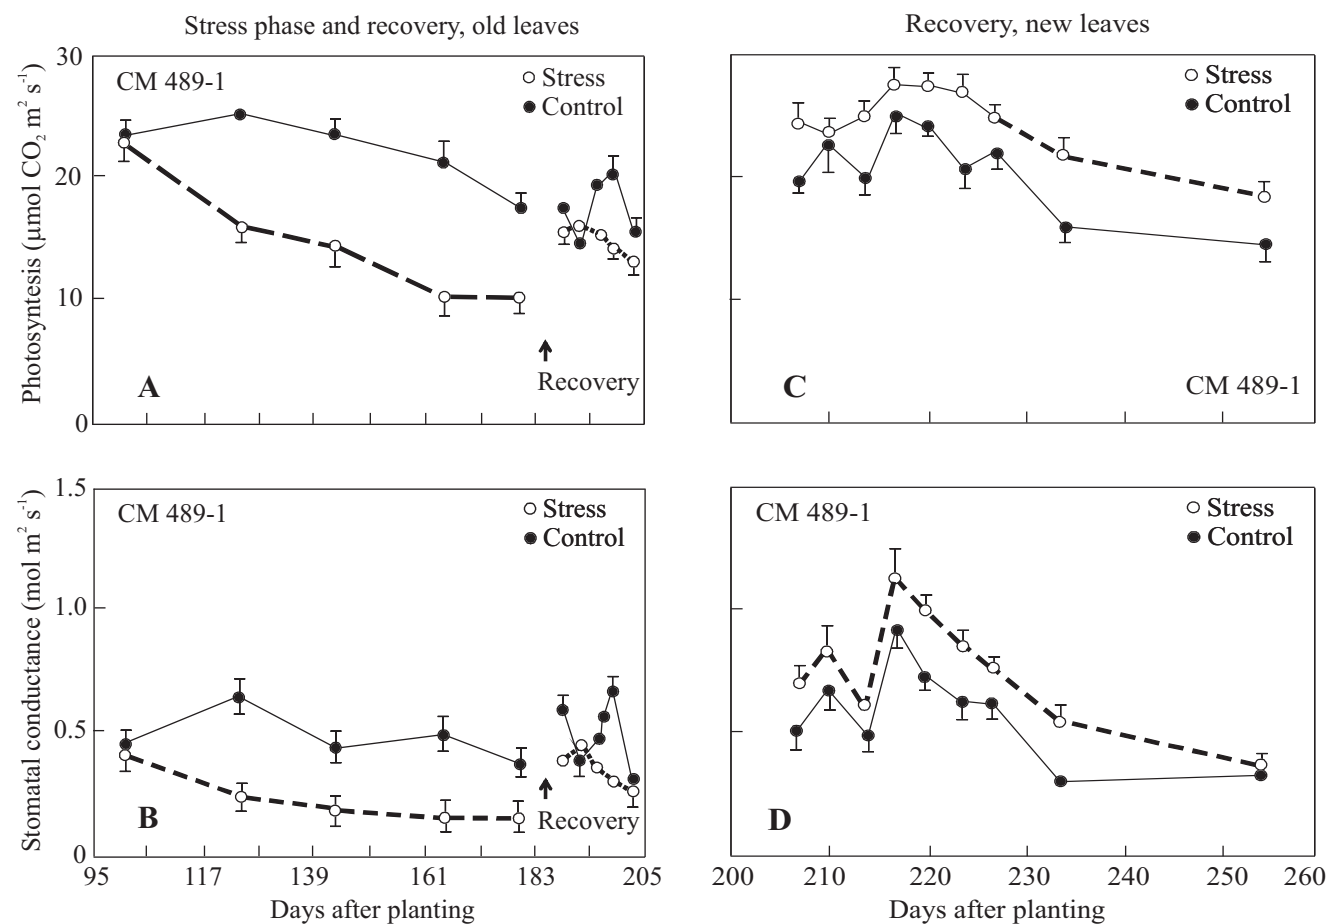 Stress phase and recovery, old leaves
Recovery, new leaves
Photosyntesis (μmol CO₂ m² s⁻¹)
30
20
10
0
CM 489-1
Stress
Control
A
Recovery
Stress
Control
C
CM 489-1
Stomatal conductance (mol m² s⁻¹)
1.5
1.0
0.5
0
CM 489-1
Stress
Control
B
Recovery
95 117 139 161 183 205
Days after planting
CM 489-1
Stress
Control
D
200 210 220 230 240 250 260
Days after planting